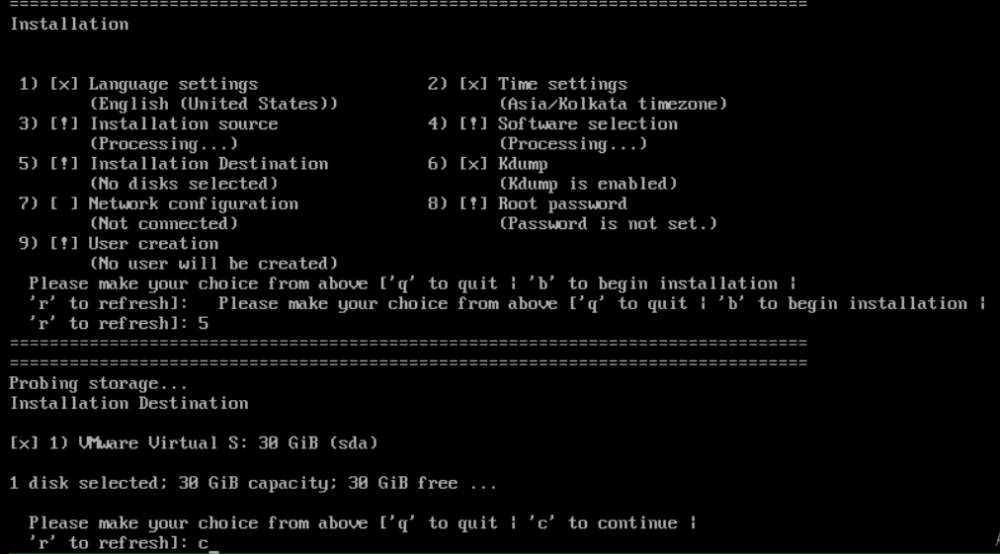 ================================================================================
Installation
1) [x] Language settings 2) [x] Time settings
(English (United States)) (Asia/Kolkata timezone)
3) [!] Installation source 4) [!] Software selection
(Processing...) (Processing...)
5) [!] Installation Destination 6) [x] Kdump
(No disks selected) (Kdump is enabled)
7) [ ] Network configuration 8) [!] Root password
(Not connected) (Password is not set.)
9) [!] User creation
(No user will be created)
Please make your choice from above ['q' to quit | 'b' to begin installation |
'r' to refresh]:   Please make your choice from above ['q' to quit | 'b' to begin installation |
'r' to refresh]: 5
================================================================================
================================================================================
Probing storage...
Installation Destination
[x] 1) VMware Virtual S: 30 GiB (sda)
1 disk selected; 30 GiB capacity; 30 GiB free ...
Please make your choice from above ['q' to quit | 'c' to continue |
'r' to refresh]: c_